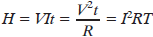 H = VIt = V²t/R = I²RT